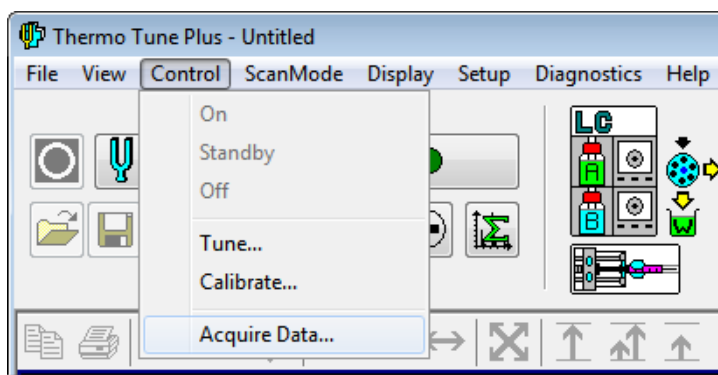 Thermo Tune Plus - Untitled
File View Control ScanMode Display Setup Diagnostics Help
On
Standby
Off
Tune...
Calibrate...
Acquire Data...
LC
A
B
W